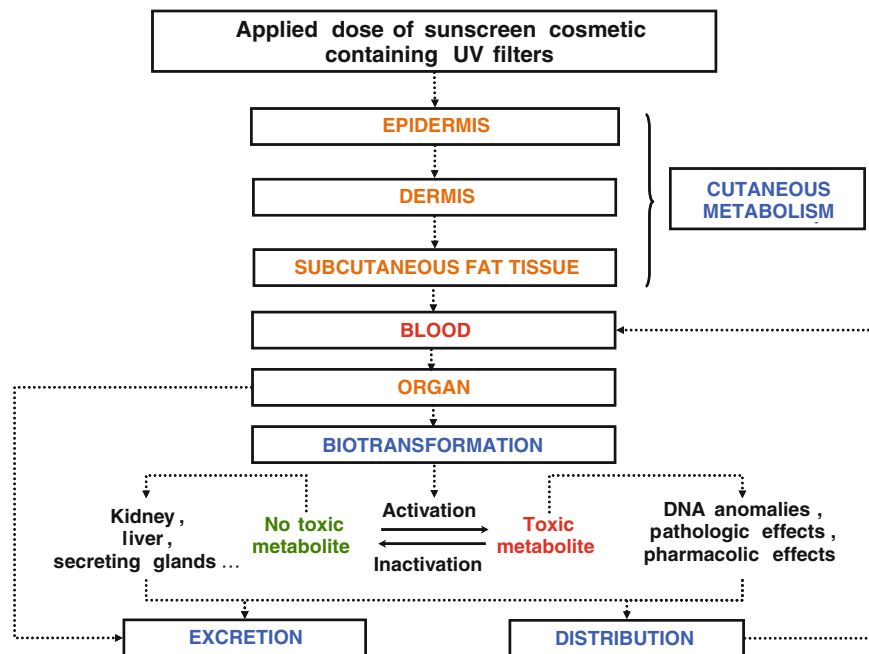 Applied dose of sunscreen cosmetic
containing UV filters
EPIDERMIS
DERMIS
CUTANEOUS
METABOLISM
SUBCUTANEOUS FAT TISSUE
BLOOD
ORGAN
BIOTRANSFORMATION
Kidney,
liver,
secreting glands ...
No toxic
metabolite
Activation
Inactivation
Toxic
metabolite
DNA anomalies,
pathologic effects,
pharmacolic effects
EXCRETION
DISTRIBUTION